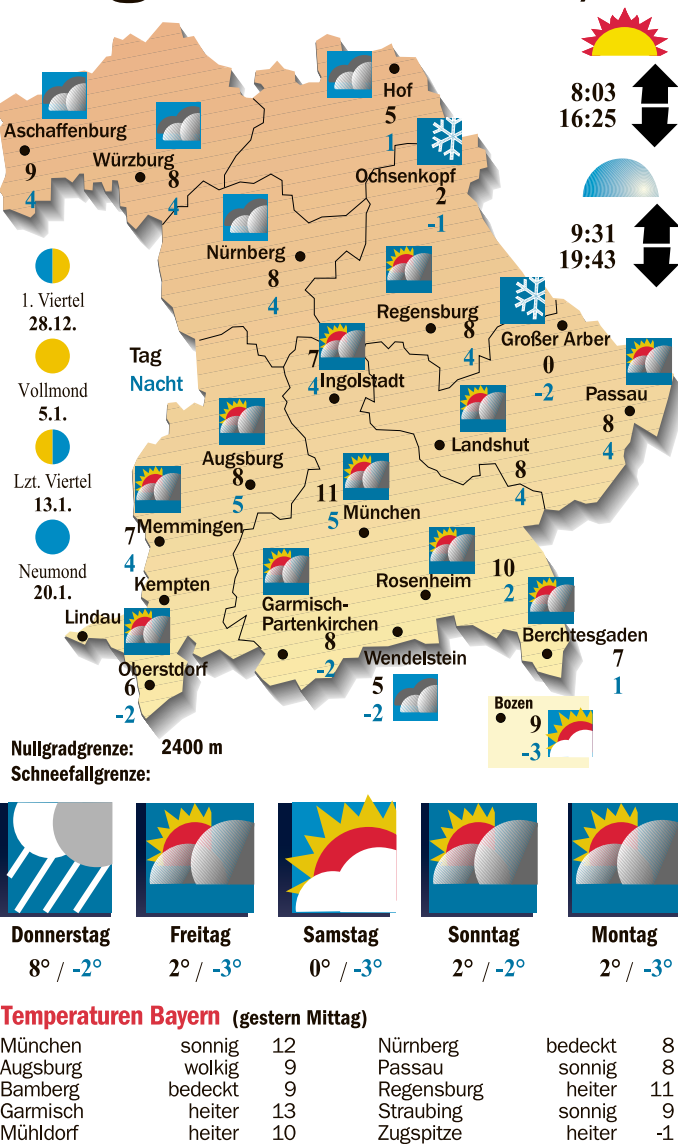 8:03
16:25
9:31
19:43
Aschaffenburg
9
4
Würzburg
8
4
Hof
5
1
Ochsenkopf
2
-1
Nürnberg
8
4
Regensburg
8
4
Großer Arber
0
-2
1. Viertel
28.12.
Vollmond
5.1.
Lzt. Viertel
13.1.
Neumond
20.1.
Tag
Nacht
7
4
Ingolstadt
Passau
8
4
Landshut
8
4
Augsburg
8
5
11
5
München
7
4
Memmingen
Kempten
Lindau
Oberstdorf
6
-2
Garmisch-
Partenkirchen
8
-2
Rosenheim
10
2
Wendelstein
5
-2
Berchtesgaden
7
1
Bozen
9
-3
Nullgradgrenze: 2400 m
Schneefallgrenze:
Donnerstag Freitag Samstag Sonntag Montag
8° / -2° 2° / -3° 0° / -3° 2° / -2° 2° / -3°
Temperaturen Bayern (gestern Mittag)
München sonnig 12 Nürnberg bedeckt 8
Augsburg wolkig 9 Passau sonnig 8
Bamberg bedeckt 9 Regensburg heiter 11
Garmisch heiter 13 Straubing sonnig 9
Mühldorf heiter 10 Zugspitze heiter -1